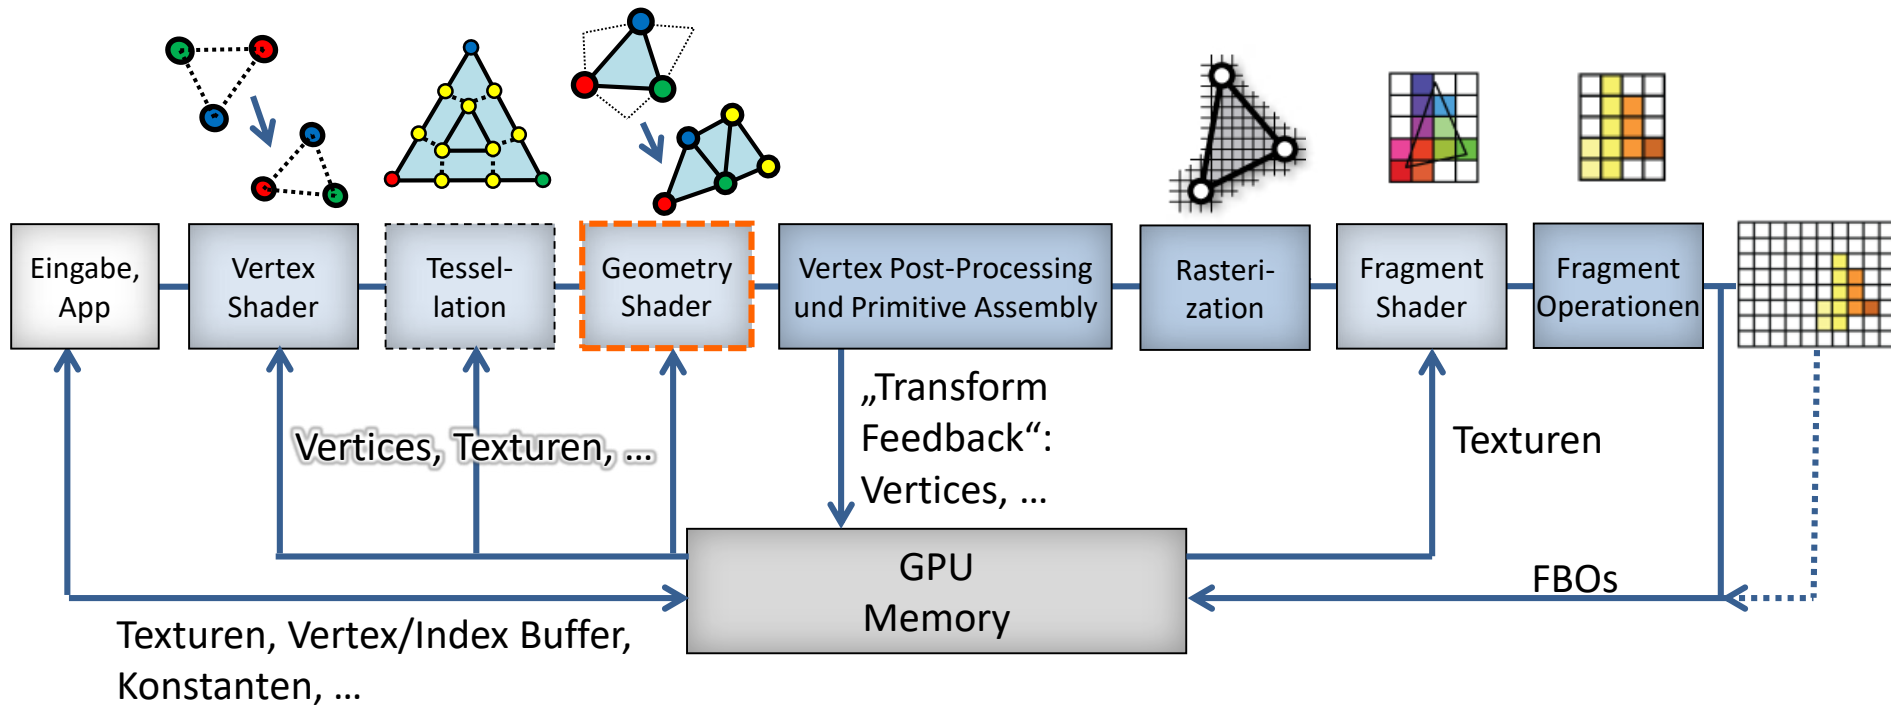 Eingabe,
App
Vertex
Shader
Tessel-
lation
Geometry
Shader
Vertex Post-Processing
und Primitive Assembly
Rasteri-
zation
Fragment
Shader
Fragment
Operationen
Vertices, Texturen, ...
„Transform
Feedback“:
Vertices, ...
Texturen
GPU
Memory
FBOs
Texturen, Vertex/Index Buffer,
Konstanten, ...